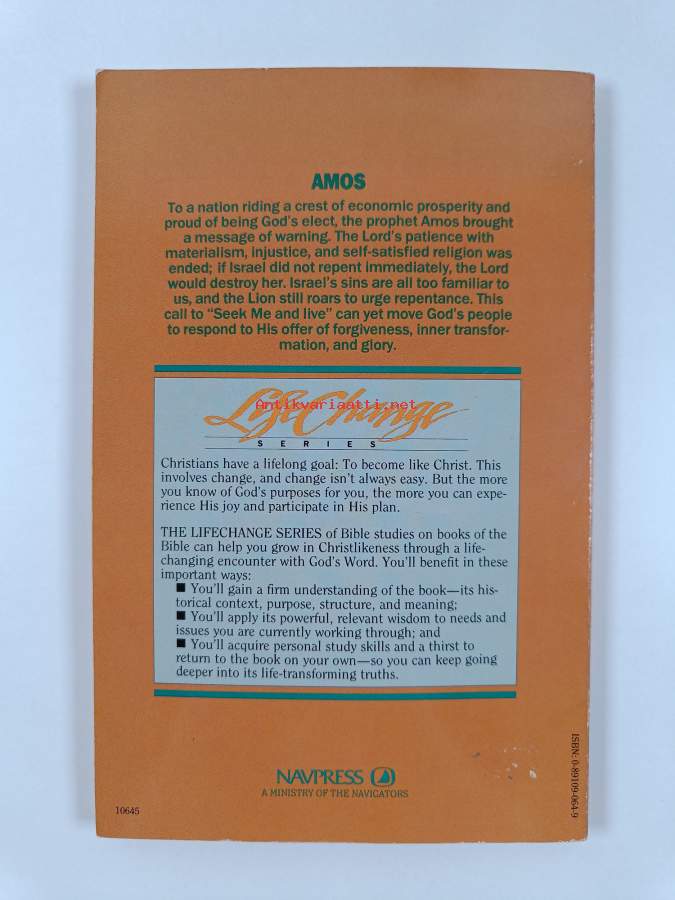 AMOS
To a nation riding a crest of economic prosperity and
proud of being God's elect, the prophet Amos brought
a message of warning. The Lord's patience with
materialism, injustice, and self-satisfied religion was
ended; if Israel did not repent immediately, the Lord
would destroy her. Israel's sins are all too familiar to
us, and the Lion still roars to urge repentance. This
call to "Seek Me and live" can yet move God's people
to respond to His offer of forgiveness, inner transfor-
mation, and glory.
LifeChange
Antikvariaatti.net
SERIES
Christians have a lifelong goal: To become like Christ. This
involves change, and change isn't always easy. But the more
you know of God's purposes for you, the more you can expe-
rience His joy and participate in His plan.
THE LIFECHANGE SERIES of Bible studies on books of the
Bible can help you grow in Christlikeness through a life-
changing encounter with God's Word. You'll benefit in these
important ways:
■ You'll gain a firm understanding of the book—its his-
torical context, purpose, structure, and meaning;
■ You'll apply its powerful, relevant wisdom to needs and
issues you are currently working through; and
■ You'll acquire personal study skills and a thirst to
return to the book on your own—so you can keep going
deeper into its life-transforming truths.
NAVPRESS
A MINISTRY OF THE NAVIGATORS
10645
ISBN: 0-89109-064-9